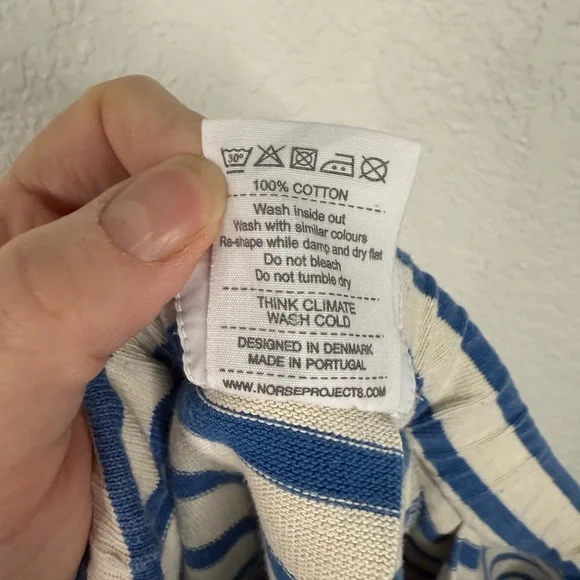 30°
100% COTTON
Wash inside out
Wash with similar colours
Re-shape while damp and dry flat
Do not bleach
Do not tumble dry
THINK CLIMATE
WASH COLD
DESIGNED IN DENMARK
MADE IN PORTUGAL
WWW.NORSEPROJECTS.COM